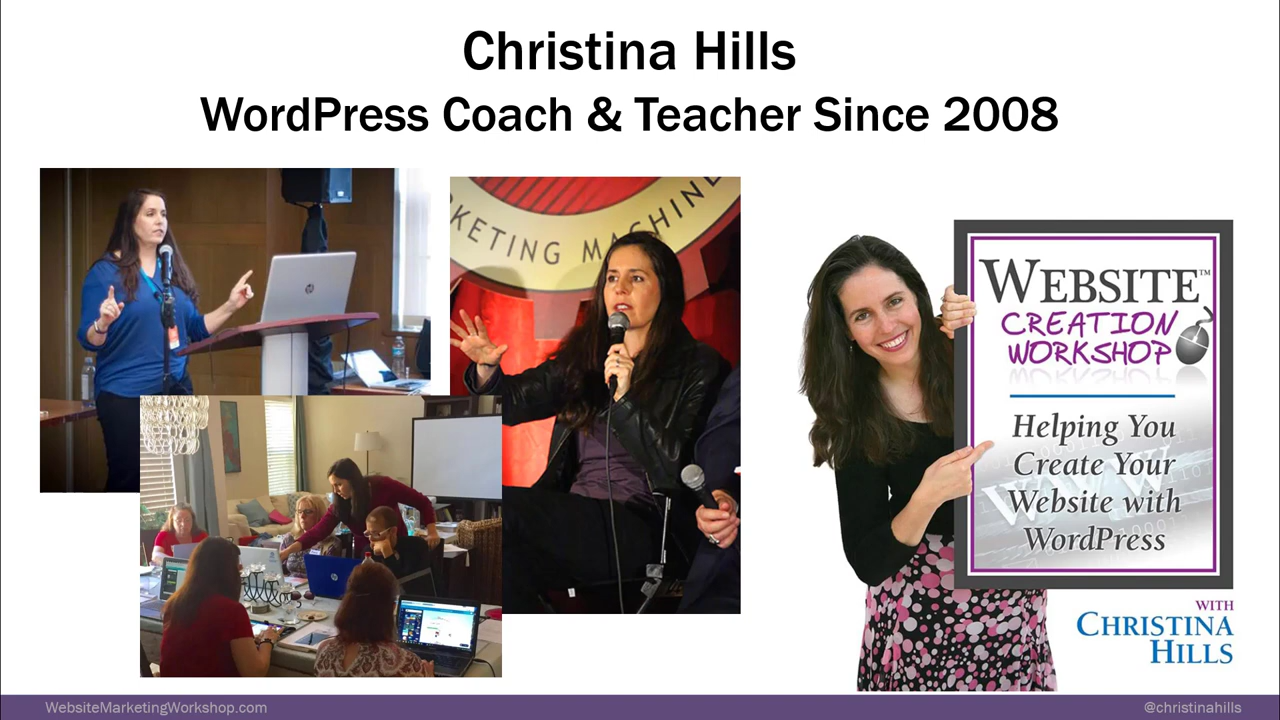 Christina Hills
WordPress Coach & Teacher Since 2008
KETING MACHINE
WEBSITE™
CREATION
WORKSHOP
Helping You
Create Your
Website with
WordPress
WITH
CHRISTINA
HILLS
WebsiteMarketingWorkshop.com
@christinahills